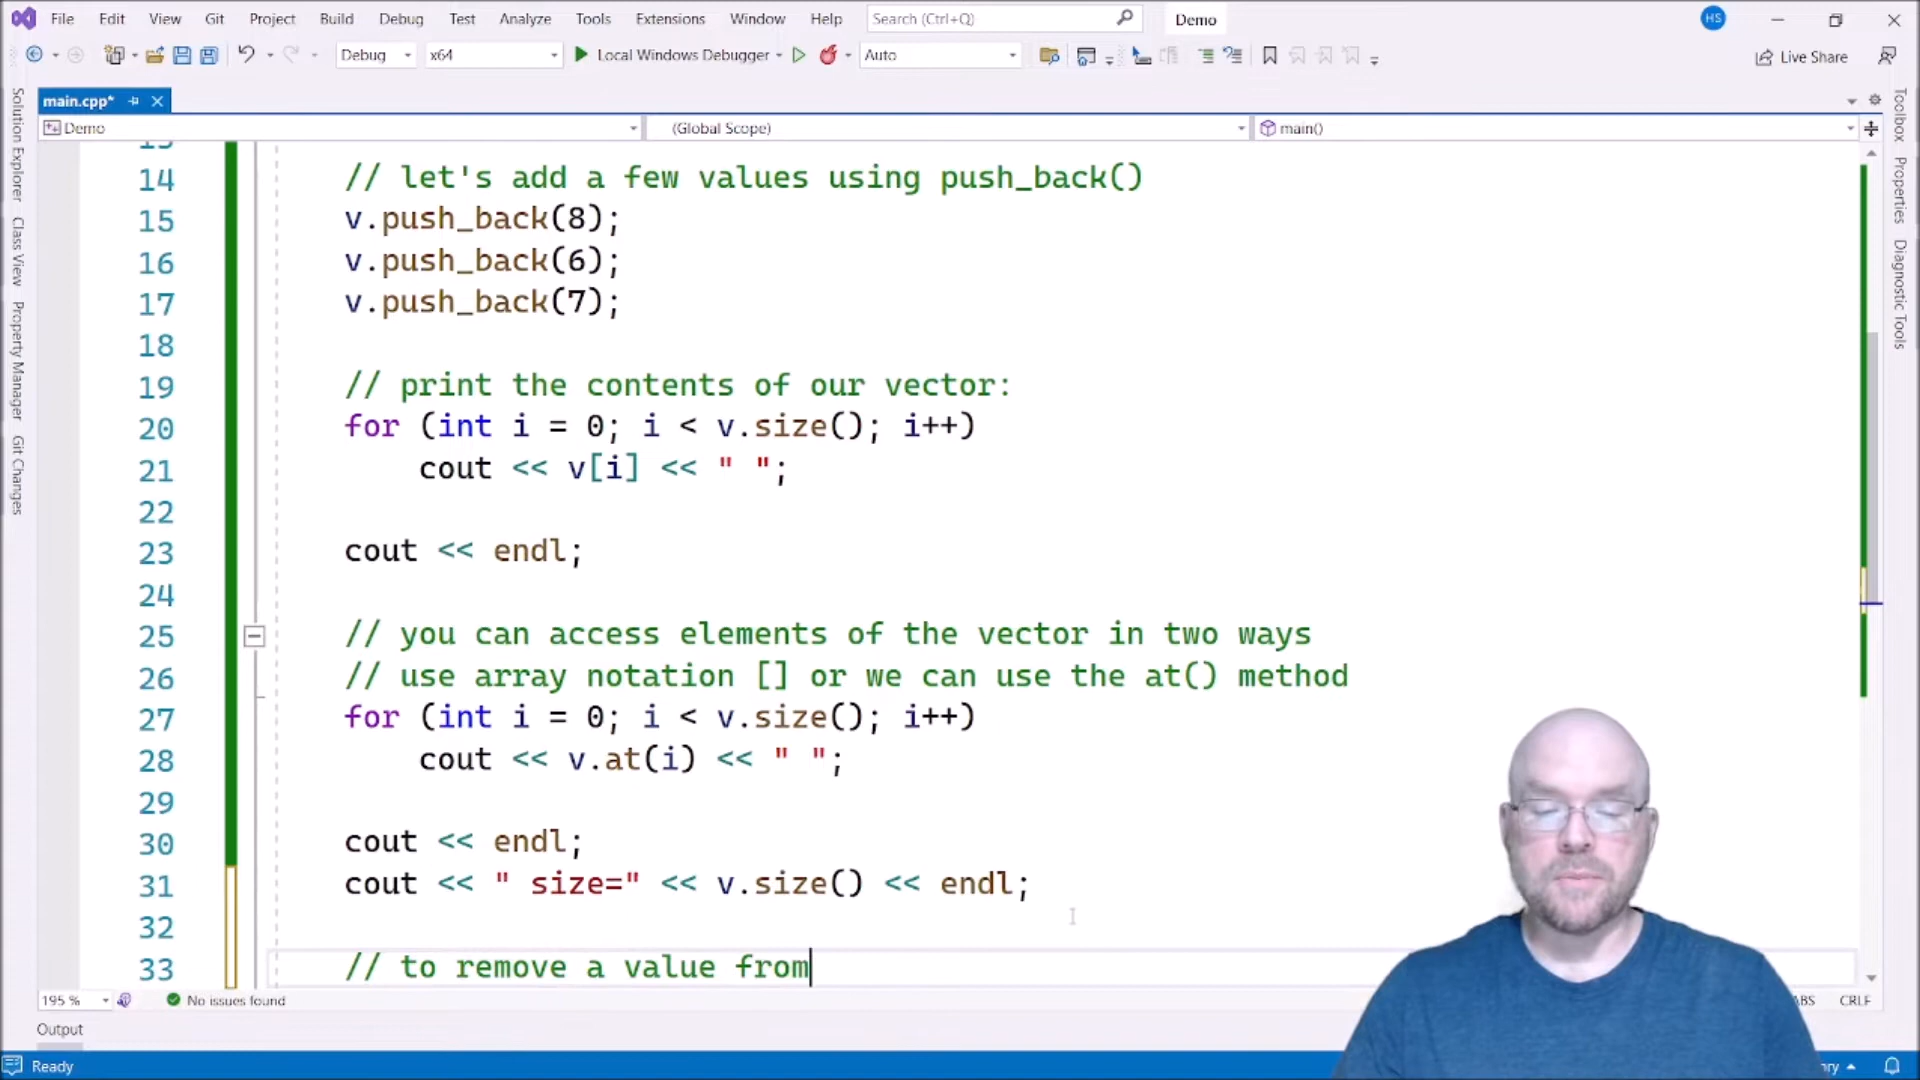 File Edit View Git Project Build Debug Test Analyze Tools Extensions Window Help Search (Ctrl+Q) Demo HS
Debug x64 Local Windows Debugger Auto Live Share
main.cpp*
Demo (Global Scope) main()
Solution Explorer
Class View
Property Manager
Git Changes
Toolbox
Properties
Diagnostic Tools
14 // let's add a few values using push_back()
15 v.push_back(8);
16 v.push_back(6);
17 v.push_back(7);
18
19 // print the contents of our vector:
20 for (int i = 0; i < v.size(); i++)
21 cout << v[i] << " ";
22
23 cout << endl;
24
25 // you can access elements of the vector in two ways
26 // use array notation [] or we can use the at() method
27 for (int i = 0; i < v.size(); i++)
28 cout << v.at(i) << " ";
29
30 cout << endl;
31 cout << " size=" << v.size() << endl;
32
33 // to remove a value from
195 % No issues found CRLF
Output
Ready